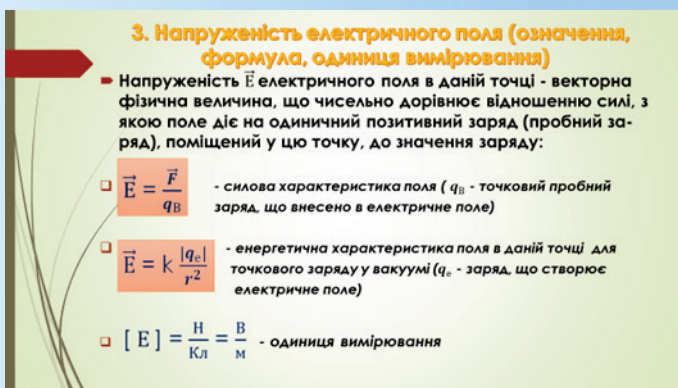 3. Напруженість електричного поля (означення,
формула, одиниця вимірювання)
Напруженість E⃗ електричного поля в даній точці - векторна
фізична величина, що чисельно дорівнює відношенню силі, з
якою поле діє на одиничний позитивний заряд (пробний за-
ряд), поміщений у цю точку, до значення заряду:
E⃗ = F⃗/qв - силова характеристика поля ( qв - точковий пробний
заряд, що внесено в електричне поле)
E⃗ = k |qe|/r² - енергетична характеристика поля в даній точці для
точкового заряду у вакуумі (qe - заряд, що створює
електричне поле)
[ E ] = Н/Кл = В/м - одиниця вимірювання